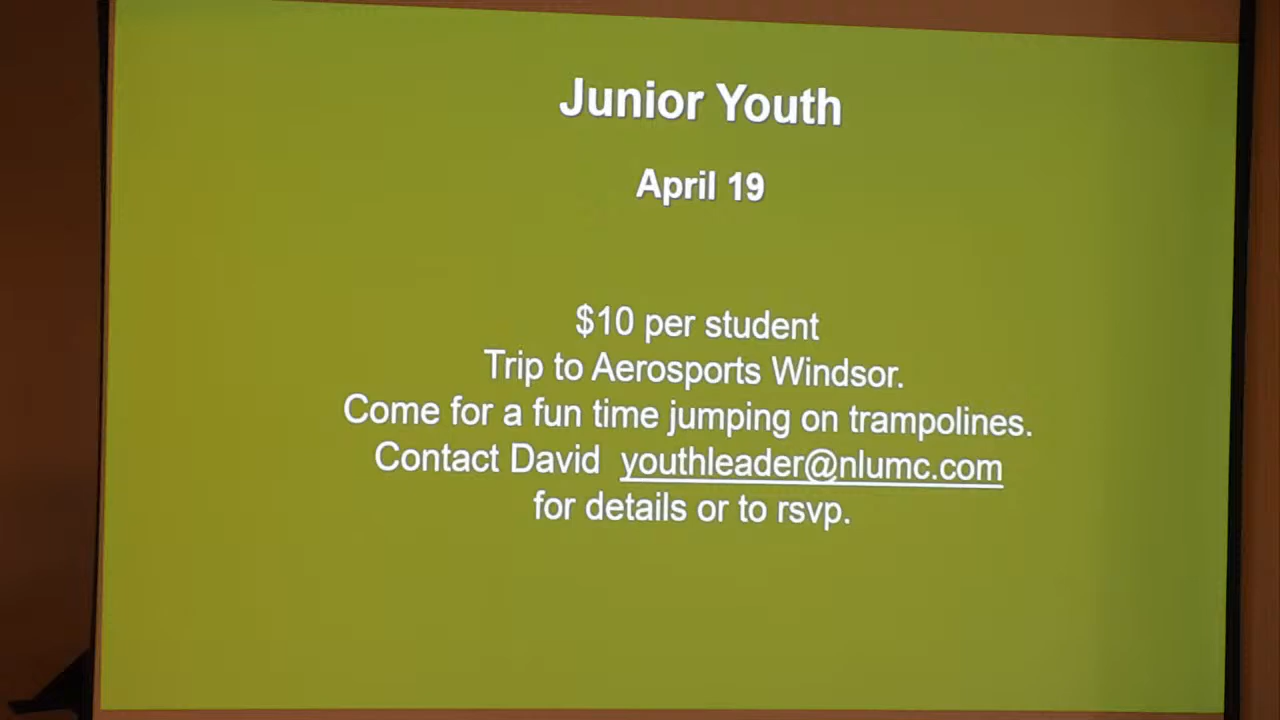 Junior Youth
April 19
$10 per student
Trip to Aerosports Windsor.
Come for a fun time jumping on trampolines.
Contact David youthleader@nlumc.com
for details or to rsvp.